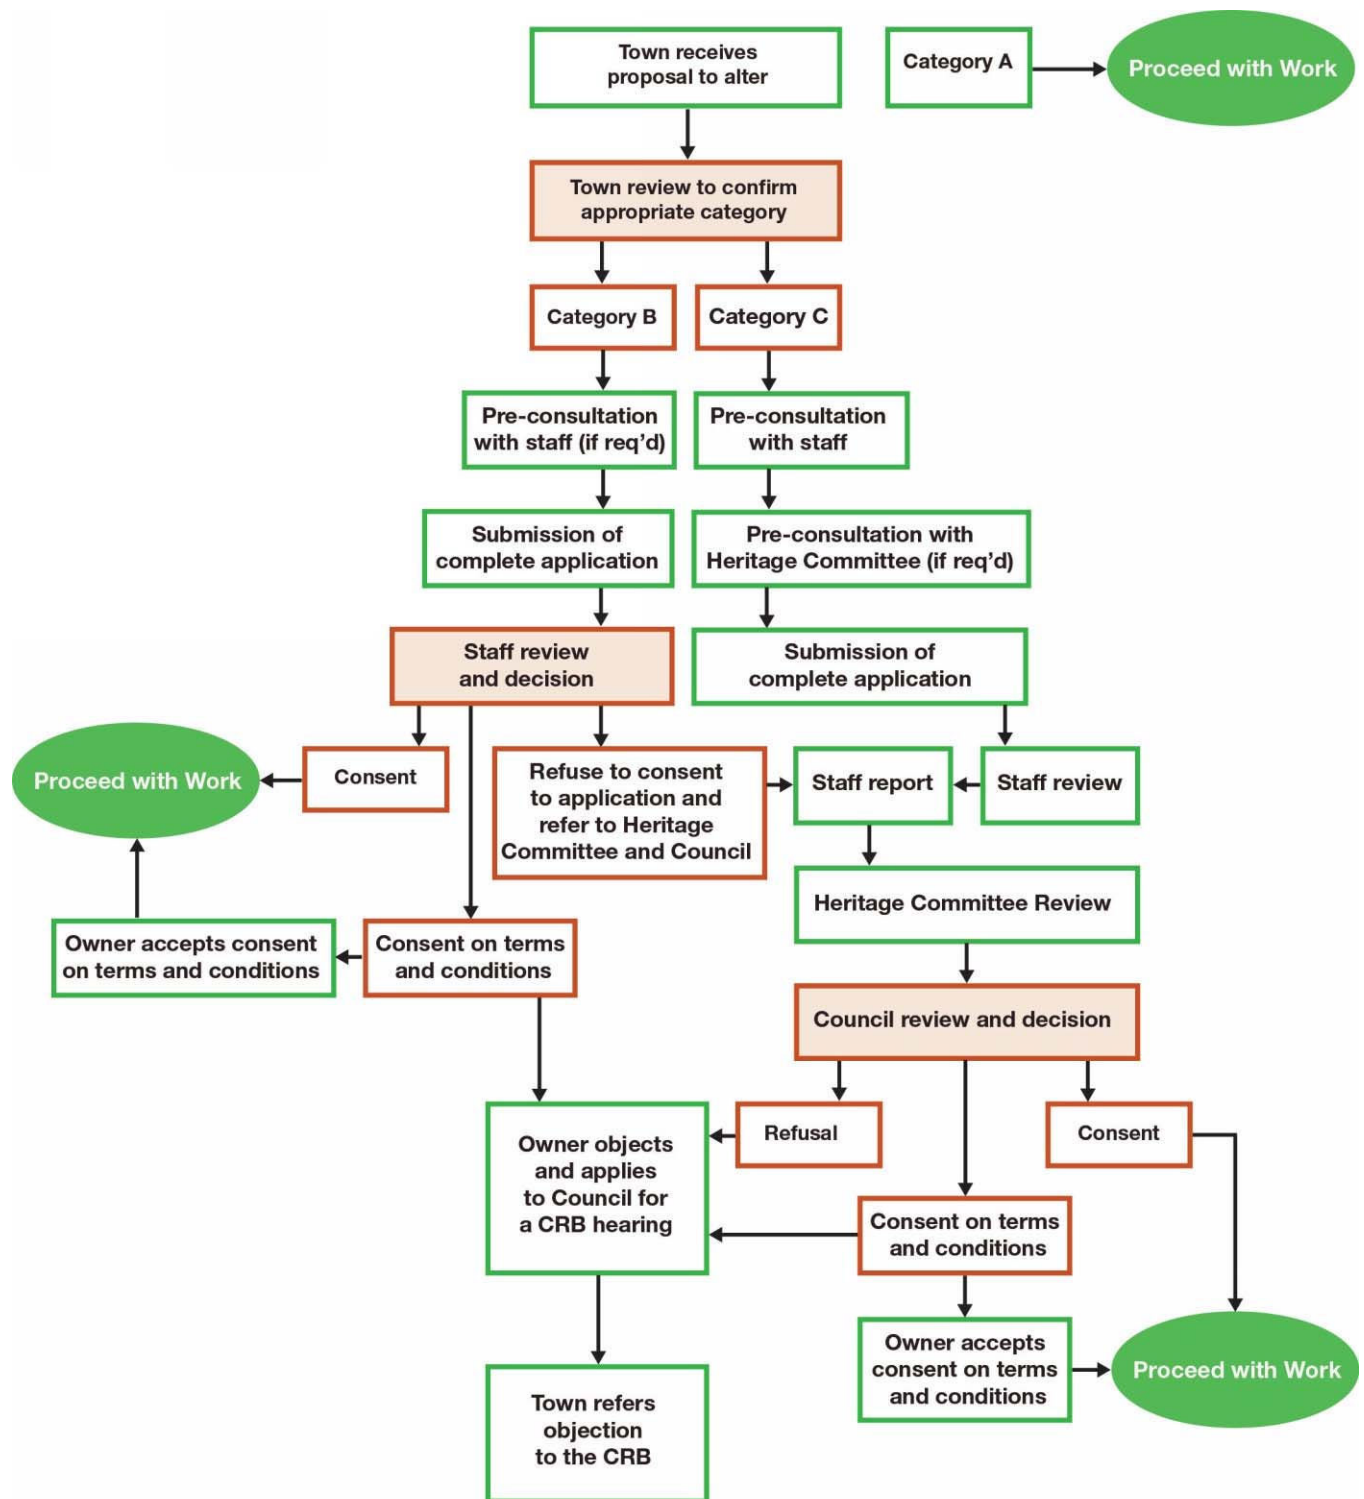 Town receives
proposal to alter
Category A
Proceed with Work
Town review to confirm
appropriate category
Category B
Category C
Pre-consultation
with staff (if req’d)
Pre-consultation
with staff
Submission of
complete application
Pre-consultation with
Heritage Committee (if req’d)
Staff review
and decision
Submission of
complete application
Proceed with Work
Consent
Refuse to consent
to application and
refer to Heritage
Committee and Council
Staff report
Staff review
Heritage Committee Review
Owner accepts consent
on terms and conditions
Consent on terms
and conditions
Council review and decision
Owner objects
and applies
to Council for
a CRB hearing
Refusal
Consent
Consent on terms
and conditions
Owner accepts
consent on terms
and conditions
Proceed with Work
Town refers
objection
to the CRB